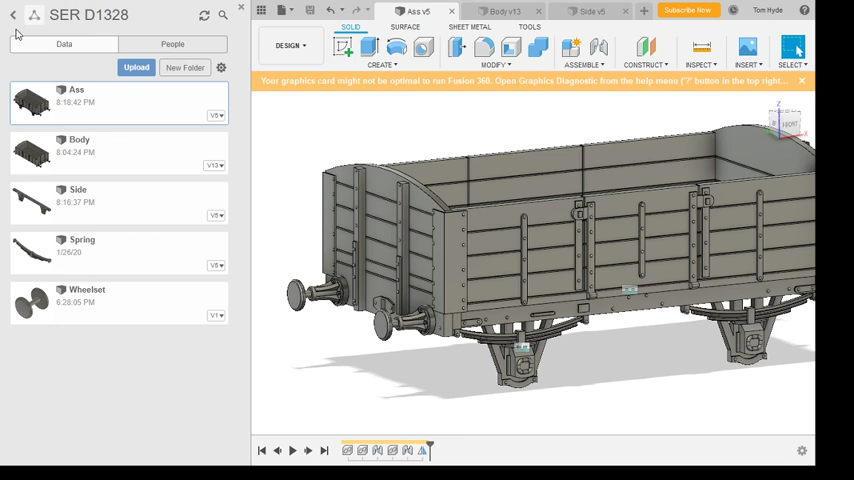 SER D1328
Data
People
Upload
New Folder
Ass
8:18:42 PM
V5
Body
8:04:24 PM
V13
Side
8:16:37 PM
V5
Spring
1/26/20
V6
Wheelset
6:28:05 PM
V1
Ass v5
Body v13
Side v5
Subscribe Now
Tom Hyde
SOLID
SURFACE
SHEET METAL
TOOLS
DESIGN
CREATE
MODIFY
ASSEMBLE
CONSTRUCT
INSPECT
INSERT
SELECT
Your graphics card might not be optimal to run Fusion 360. Open Graphics Diagnostic from the help menu ('?' button in the top right...
Z
FRONT
X